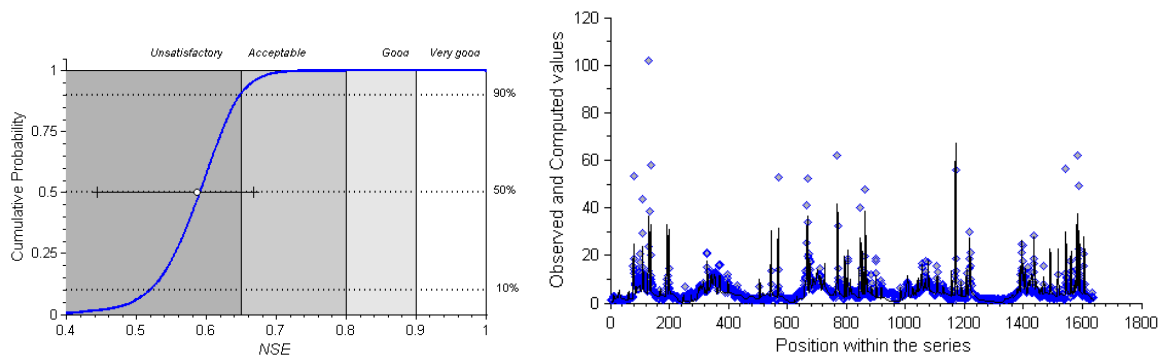 Unsatisfactory Acceptable Gooa Very gooa
1
0.75
0.5
0.25
0
90%
50%
10%
0.4 0.5 0.6 0.7 0.8 0.9 1
Cumulative Probability
NSE
120
100
80
60
40
20
0
0 200 400 600 800 1000 1200 1400 1600 1800
Observed and Computed values
Position within the series